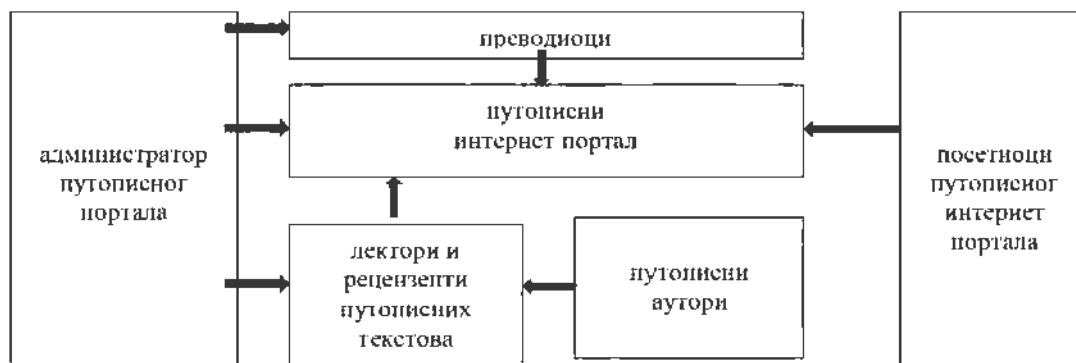 преводиоци
путописни
интернет портал
администратор
путописног
портала
посетиоци
путописног
интернет
портала
лектори и
рецензенти
путописних
текстова
путописни
аутори